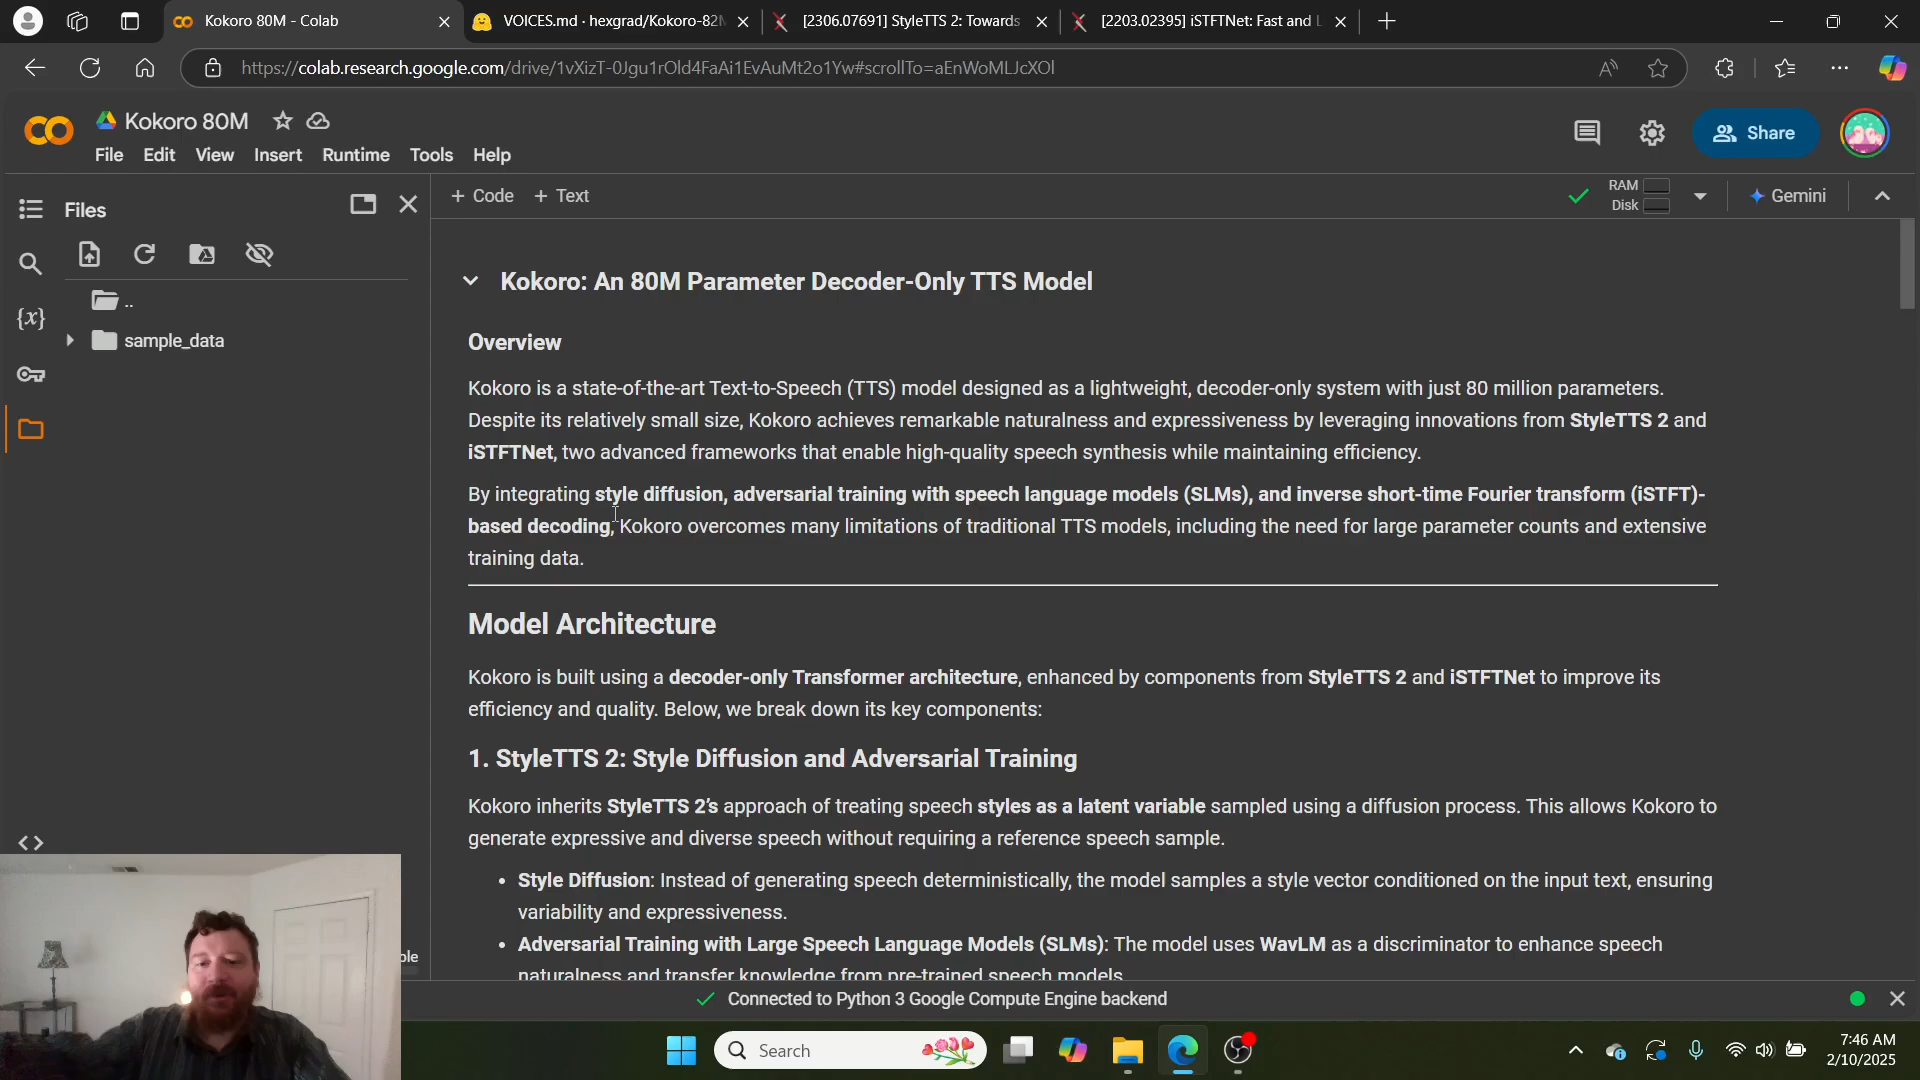 Kokoro 80M - Colab
VOICES.md · hexgrad/Kokoro-82M
[2306.07691] StyleTTS 2: Towards
[2203.02395] iSTFTNet: Fast and L
https://colab.research.google.com/drive/1vXizT-0Jgu1rOld4FaAi1EvAuMt2o1Yw#scrollTo=aEnWoMLJcXOl
Kokoro 80M
File Edit View Insert Runtime Tools Help
Share
Files
+ Code + Text
RAM
Disk
Gemini
..
sample_data
{x}
Kokoro: An 80M Parameter Decoder-Only TTS Model
Overview
Kokoro is a state-of-the-art Text-to-Speech (TTS) model designed as a lightweight, decoder-only system with just 80 million parameters.
Despite its relatively small size, Kokoro achieves remarkable naturalness and expressiveness by leveraging innovations from StyleTTS 2 and
iSTFTNet, two advanced frameworks that enable high-quality speech synthesis while maintaining efficiency.
By integrating style diffusion, adversarial training with speech language models (SLMs), and inverse short-time Fourier transform (iSTFT)-
based decoding, Kokoro overcomes many limitations of traditional TTS models, including the need for large parameter counts and extensive
training data.
Model Architecture
Kokoro is built using a decoder-only Transformer architecture, enhanced by components from StyleTTS 2 and iSTFTNet to improve its
efficiency and quality. Below, we break down its key components:
1. StyleTTS 2: Style Diffusion and Adversarial Training
Kokoro inherits StyleTTS 2's approach of treating speech styles as a latent variable sampled using a diffusion process. This allows Kokoro to
generate expressive and diverse speech without requiring a reference speech sample.
• Style Diffusion: Instead of generating speech deterministically, the model samples a style vector conditioned on the input text, ensuring
variability and expressiveness.
• Adversarial Training with Large Speech Language Models (SLMs): The model uses WavLM as a discriminator to enhance speech
naturalness and transfer knowledge from pre-trained speech models.
ble
Connected to Python 3 Google Compute Engine backend
Search
7:46 AM
2/10/2025